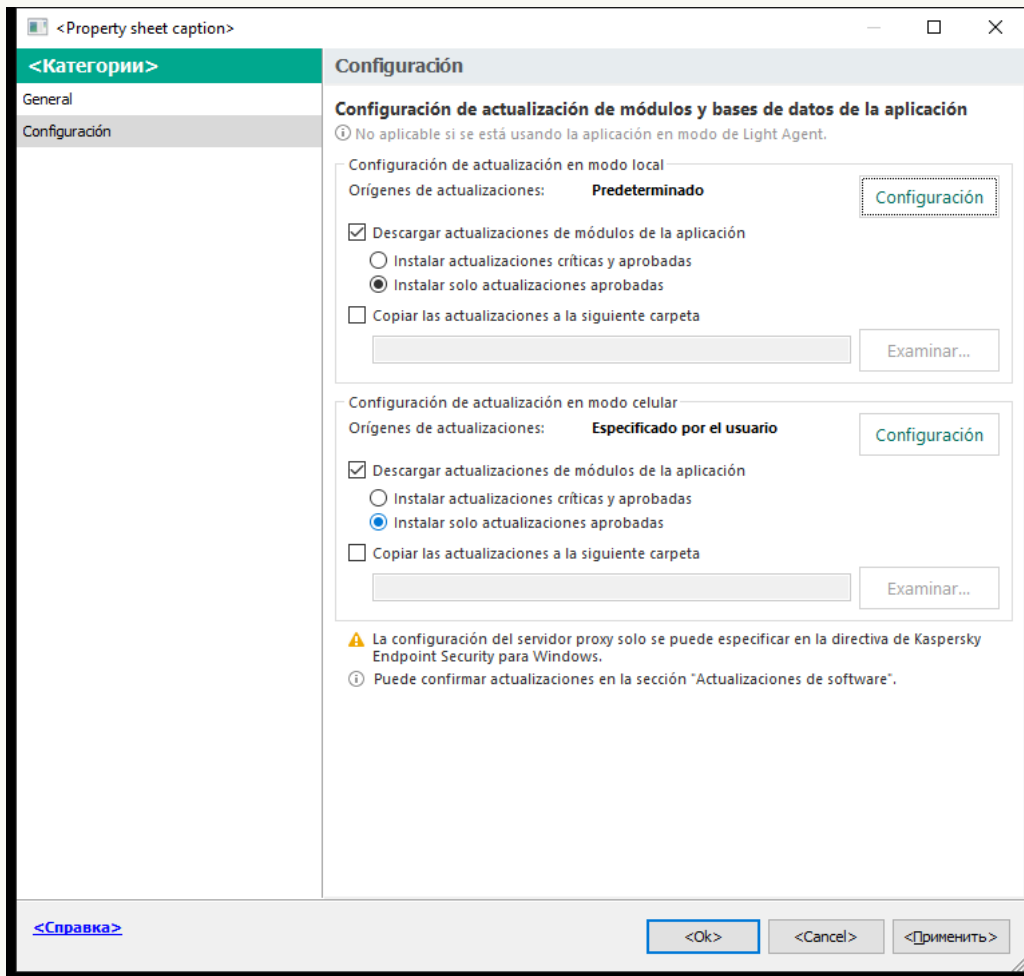 <Property sheet caption>
<Категории>
General
Configuración
Configuración
Configuración de actualización de módulos y bases de datos de la aplicación
No aplicable si se está usando la aplicación en modo de Light Agent.
Configuración de actualización en modo local
Orígenes de actualizaciones: Predeterminado
Configuración
Descargar actualizaciones de módulos de la aplicación
Instalar actualizaciones críticas y aprobadas
Instalar solo actualizaciones aprobadas
Copiar las actualizaciones a la siguiente carpeta
Examinar...
Configuración de actualización en modo celular
Orígenes de actualizaciones: Especificado por el usuario
Configuración
Descargar actualizaciones de módulos de la aplicación
Instalar actualizaciones críticas y aprobadas
Instalar solo actualizaciones aprobadas
Copiar las actualizaciones a la siguiente carpeta
Examinar...
La configuración del servidor proxy solo se puede especificar en la directiva de Kaspersky
Endpoint Security para Windows.
Puede confirmar actualizaciones en la sección "Actualizaciones de software".
<Справка>
<Ok> <Cancel> <Применить>